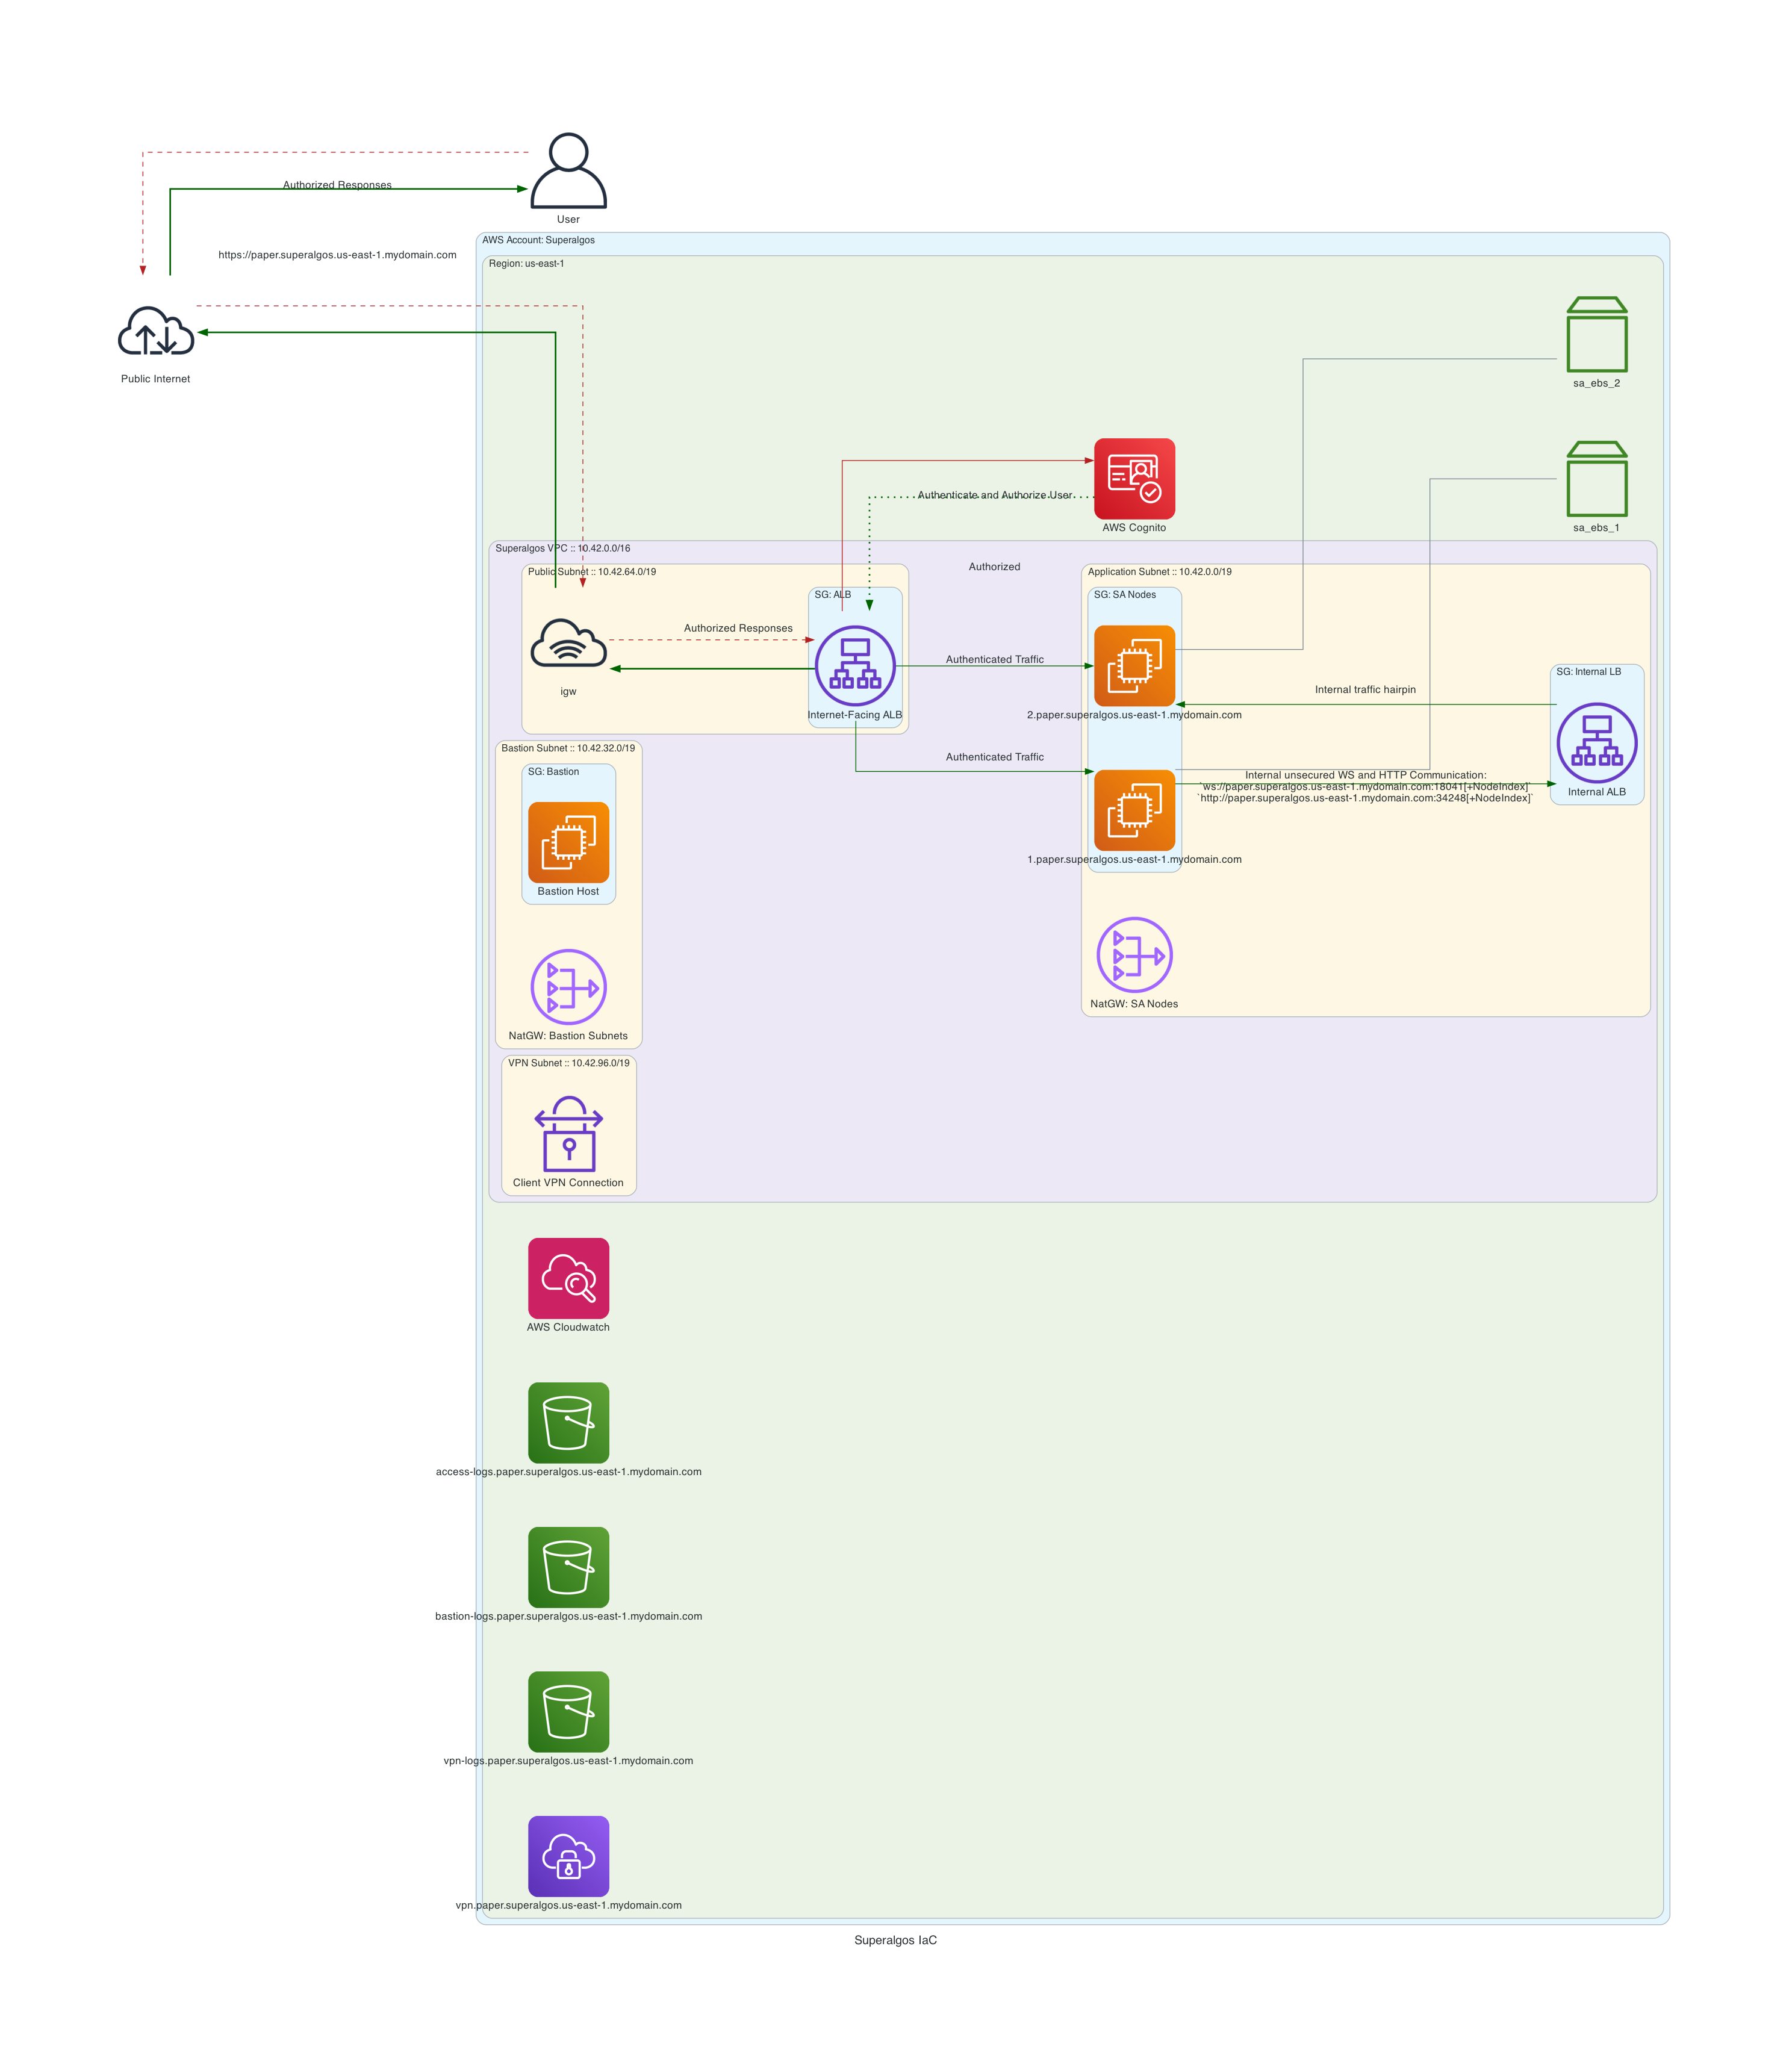 Authorized Responses
User
AWS Account: Superalgos
https://paper.superalgos.us-east-1.mydomain.com
Region: us-east-1
Public Internet
sa_ebs_2
Authenticate and Authorize User
AWS Cognito
sa_ebs_1
Superalgos VPC :: 10.42.0.0/16
Public Subnet :: 10.42.64.0/19
Authorized
Application Subnet :: 10.42.0.0/19
SG: ALB
SG: SA Nodes
Authorized Responses
Authenticated Traffic
SG: Internal LB
igw
Internal traffic hairpin
Internet-Facing ALB
2.paper.superalgos.us-east-1.mydomain.com
Bastion Subnet :: 10.42.32.0/19
Authenticated Traffic
SG: Bastion
Internal unsecured WS and HTTP Communication:
`ws://paper.superalgos.us-east-1.mydomain.com:18041[+NodeIndex]`
`http://paper.superalgos.us-east-1.mydomain.com:34248[+NodeIndex]`
Internal ALB
1.paper.superalgos.us-east-1.mydomain.com
Bastion Host
NatGW: SA Nodes
NatGW: Bastion Subnets
VPN Subnet :: 10.42.96.0/19
Client VPN Connection
AWS Cloudwatch
access-logs.paper.superalgos.us-east-1.mydomain.com
bastion-logs.paper.superalgos.us-east-1.mydomain.com
vpn-logs.paper.superalgos.us-east-1.mydomain.com
vpn.paper.superalgos.us-east-1.mydomain.com
Superalgos IaC